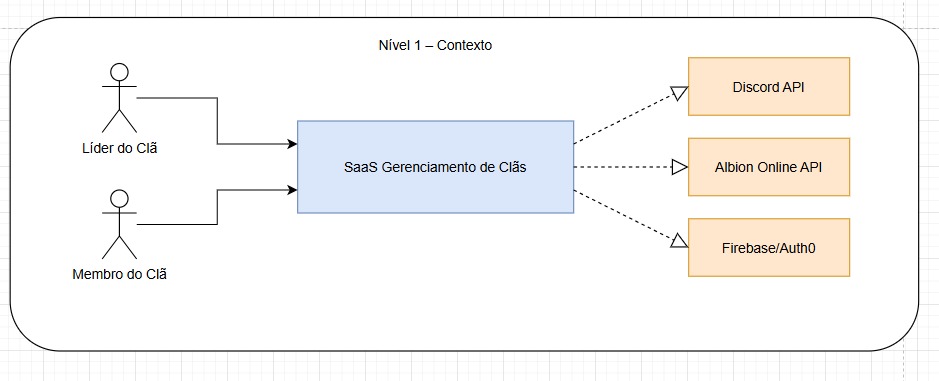 Nível 1 – Contexto
Líder do Clã
Membro do Clã
SaaS Gerenciamento de Clãs
Discord API
Albion Online API
Firebase/Auth0